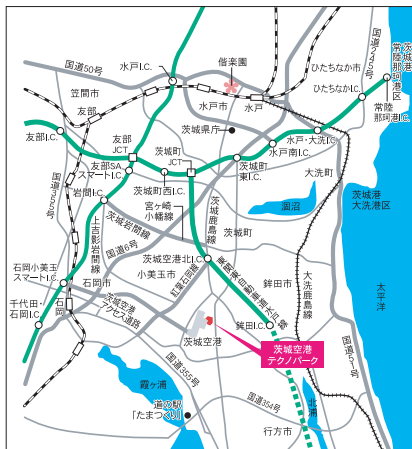 国道50号
水戸I.C.
偕楽園
国道245号
茨城港
常陸那珂港区
ひたちなか市
ひたちなかI.C.
笠間市
友部
水戸市
水戸
常陸
那珂港I.C.
茨城県庁
友部I.C.
友部
JCT
茨城町
JCT
水戸・大洗I.C.
水戸南I.C.
友部SA
スマートI.C.
茨城町
東I.C.
大洗町
岩間I.C.
茨城町西I.C.
国道355号
宮ヶ崎
小幡線
茨城岩間線
茨城鹿島線
涸沼
茨城港
大洗港区
上吉影岩間線
国道6号
茨城町
石岡小美玉
スマートI.C.
茨城空港北I.C.
小美玉市
紅葉石岡線
東関東自動車道水戸線
鉾田市
大洗鹿島線
太平洋
石岡市
千代田・
石岡I.C.
石岡
茨城空港
アクセス道路
鉾田I.C.
茨城空港
茨城空港
テクノパーク
国道51号
国道355号
霞ヶ浦
道の駅
「たまつくり」
国道354号
北浦
行方市